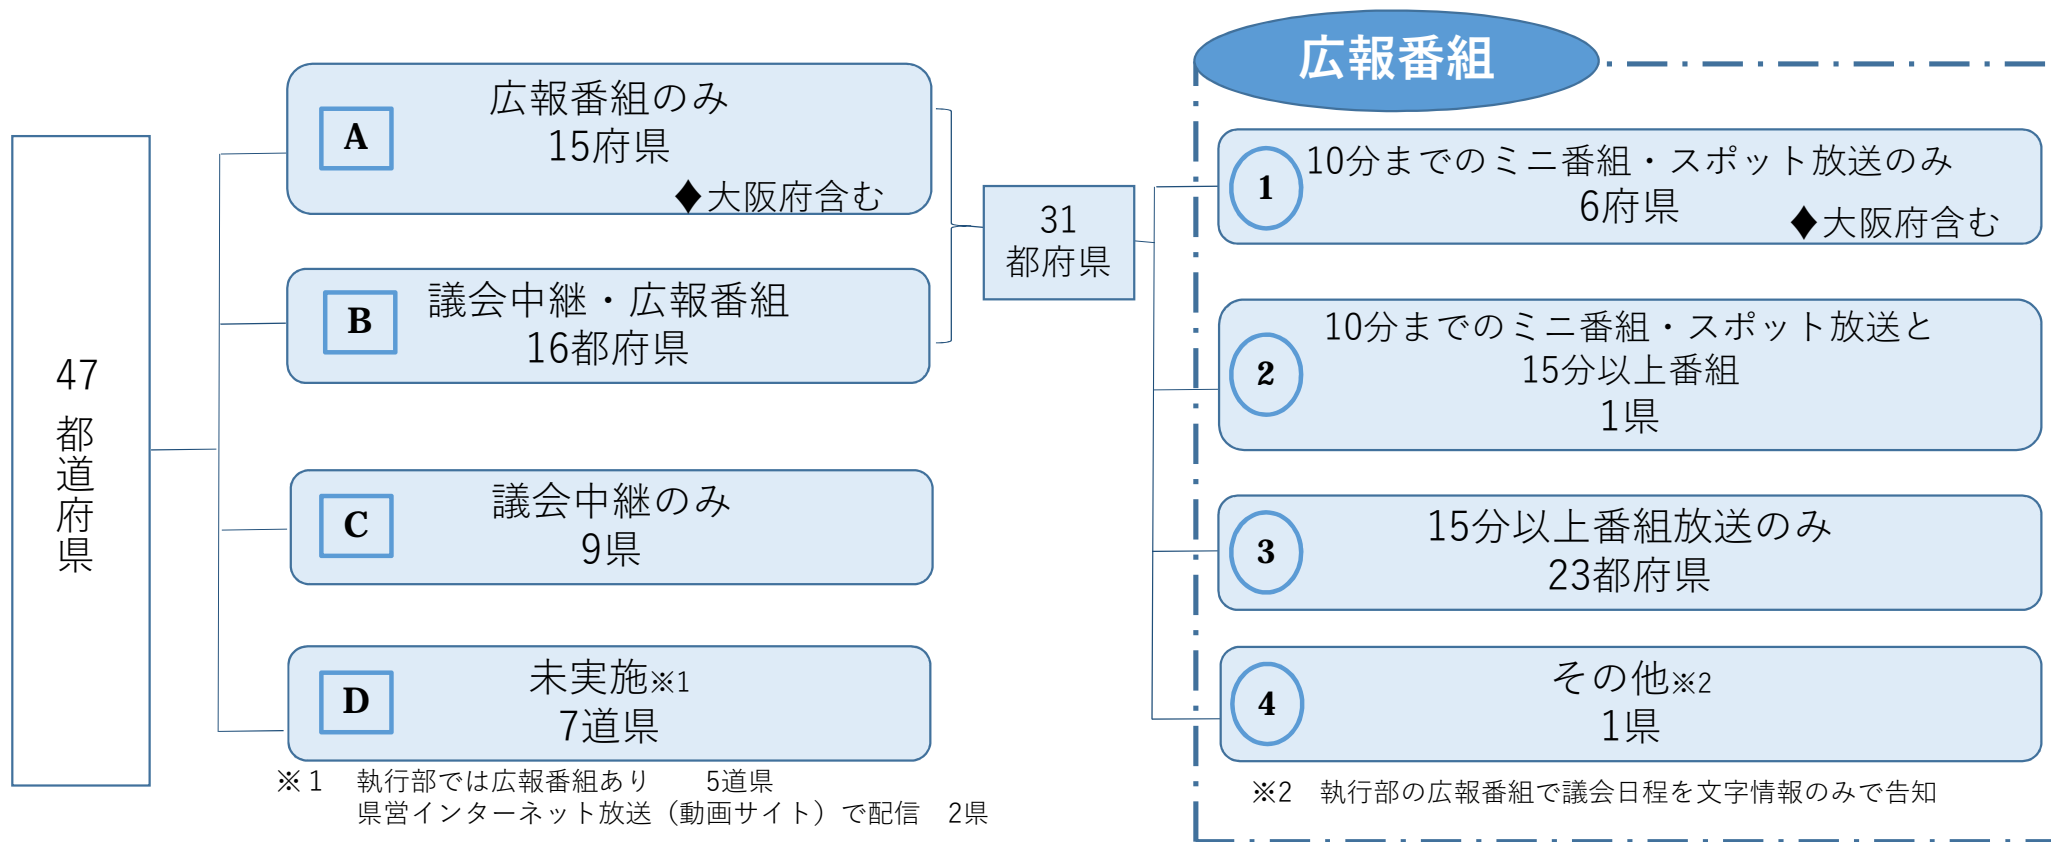 47
都道府県
A
広報番組のみ
15府県
♦大阪府含む
B
議会中継・広報番組
16都府県
C
議会中継のみ
9県
D
未実施※1
7道県
※１ 執行部では広報番組あり 5道県
県営インターネット放送（動画サイト）で配信 2県
31
都府県
広報番組
1
10分までのミニ番組・スポット放送のみ
6府県
♦大阪府含む
2
10分までのミニ番組・スポット放送と
15分以上番組
1県
3
15分以上番組放送のみ
23都府県
4
その他※2
1県
※2 執行部の広報番組で議会日程を文字情報のみで告知